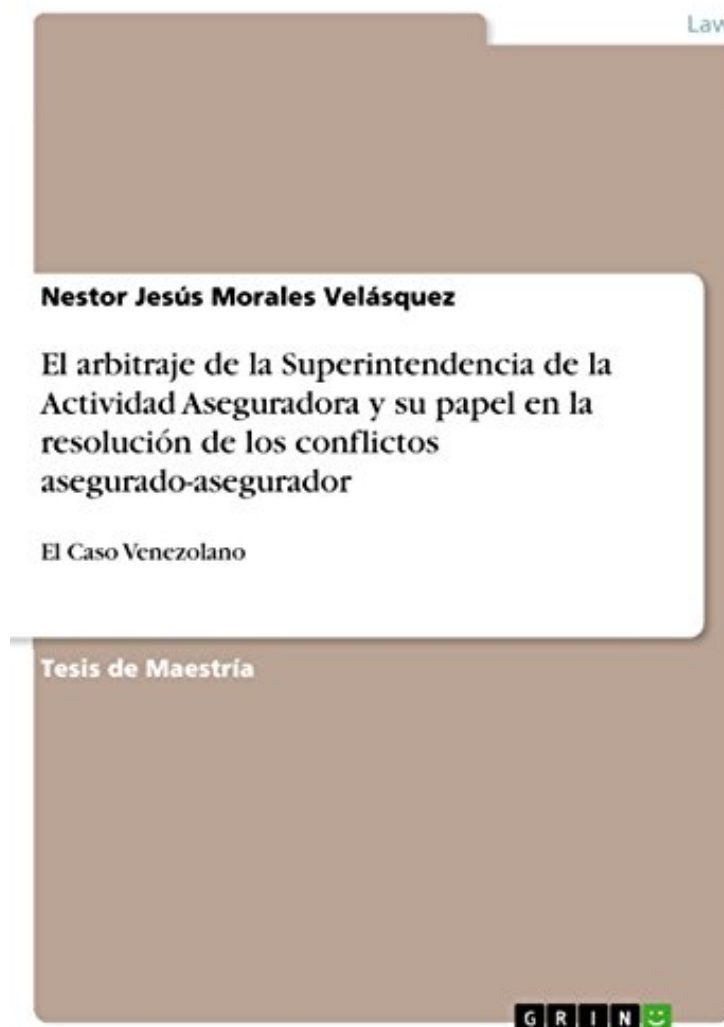 Law
Nestor Jesús Morales Velásquez
El arbitraje de la Superintendencia de la
Actividad Aseguradora y su papel en la
resolución de los conflictos
asegurado-asegurador
El Caso Venezolano
Tesis de Maestría
GRIN